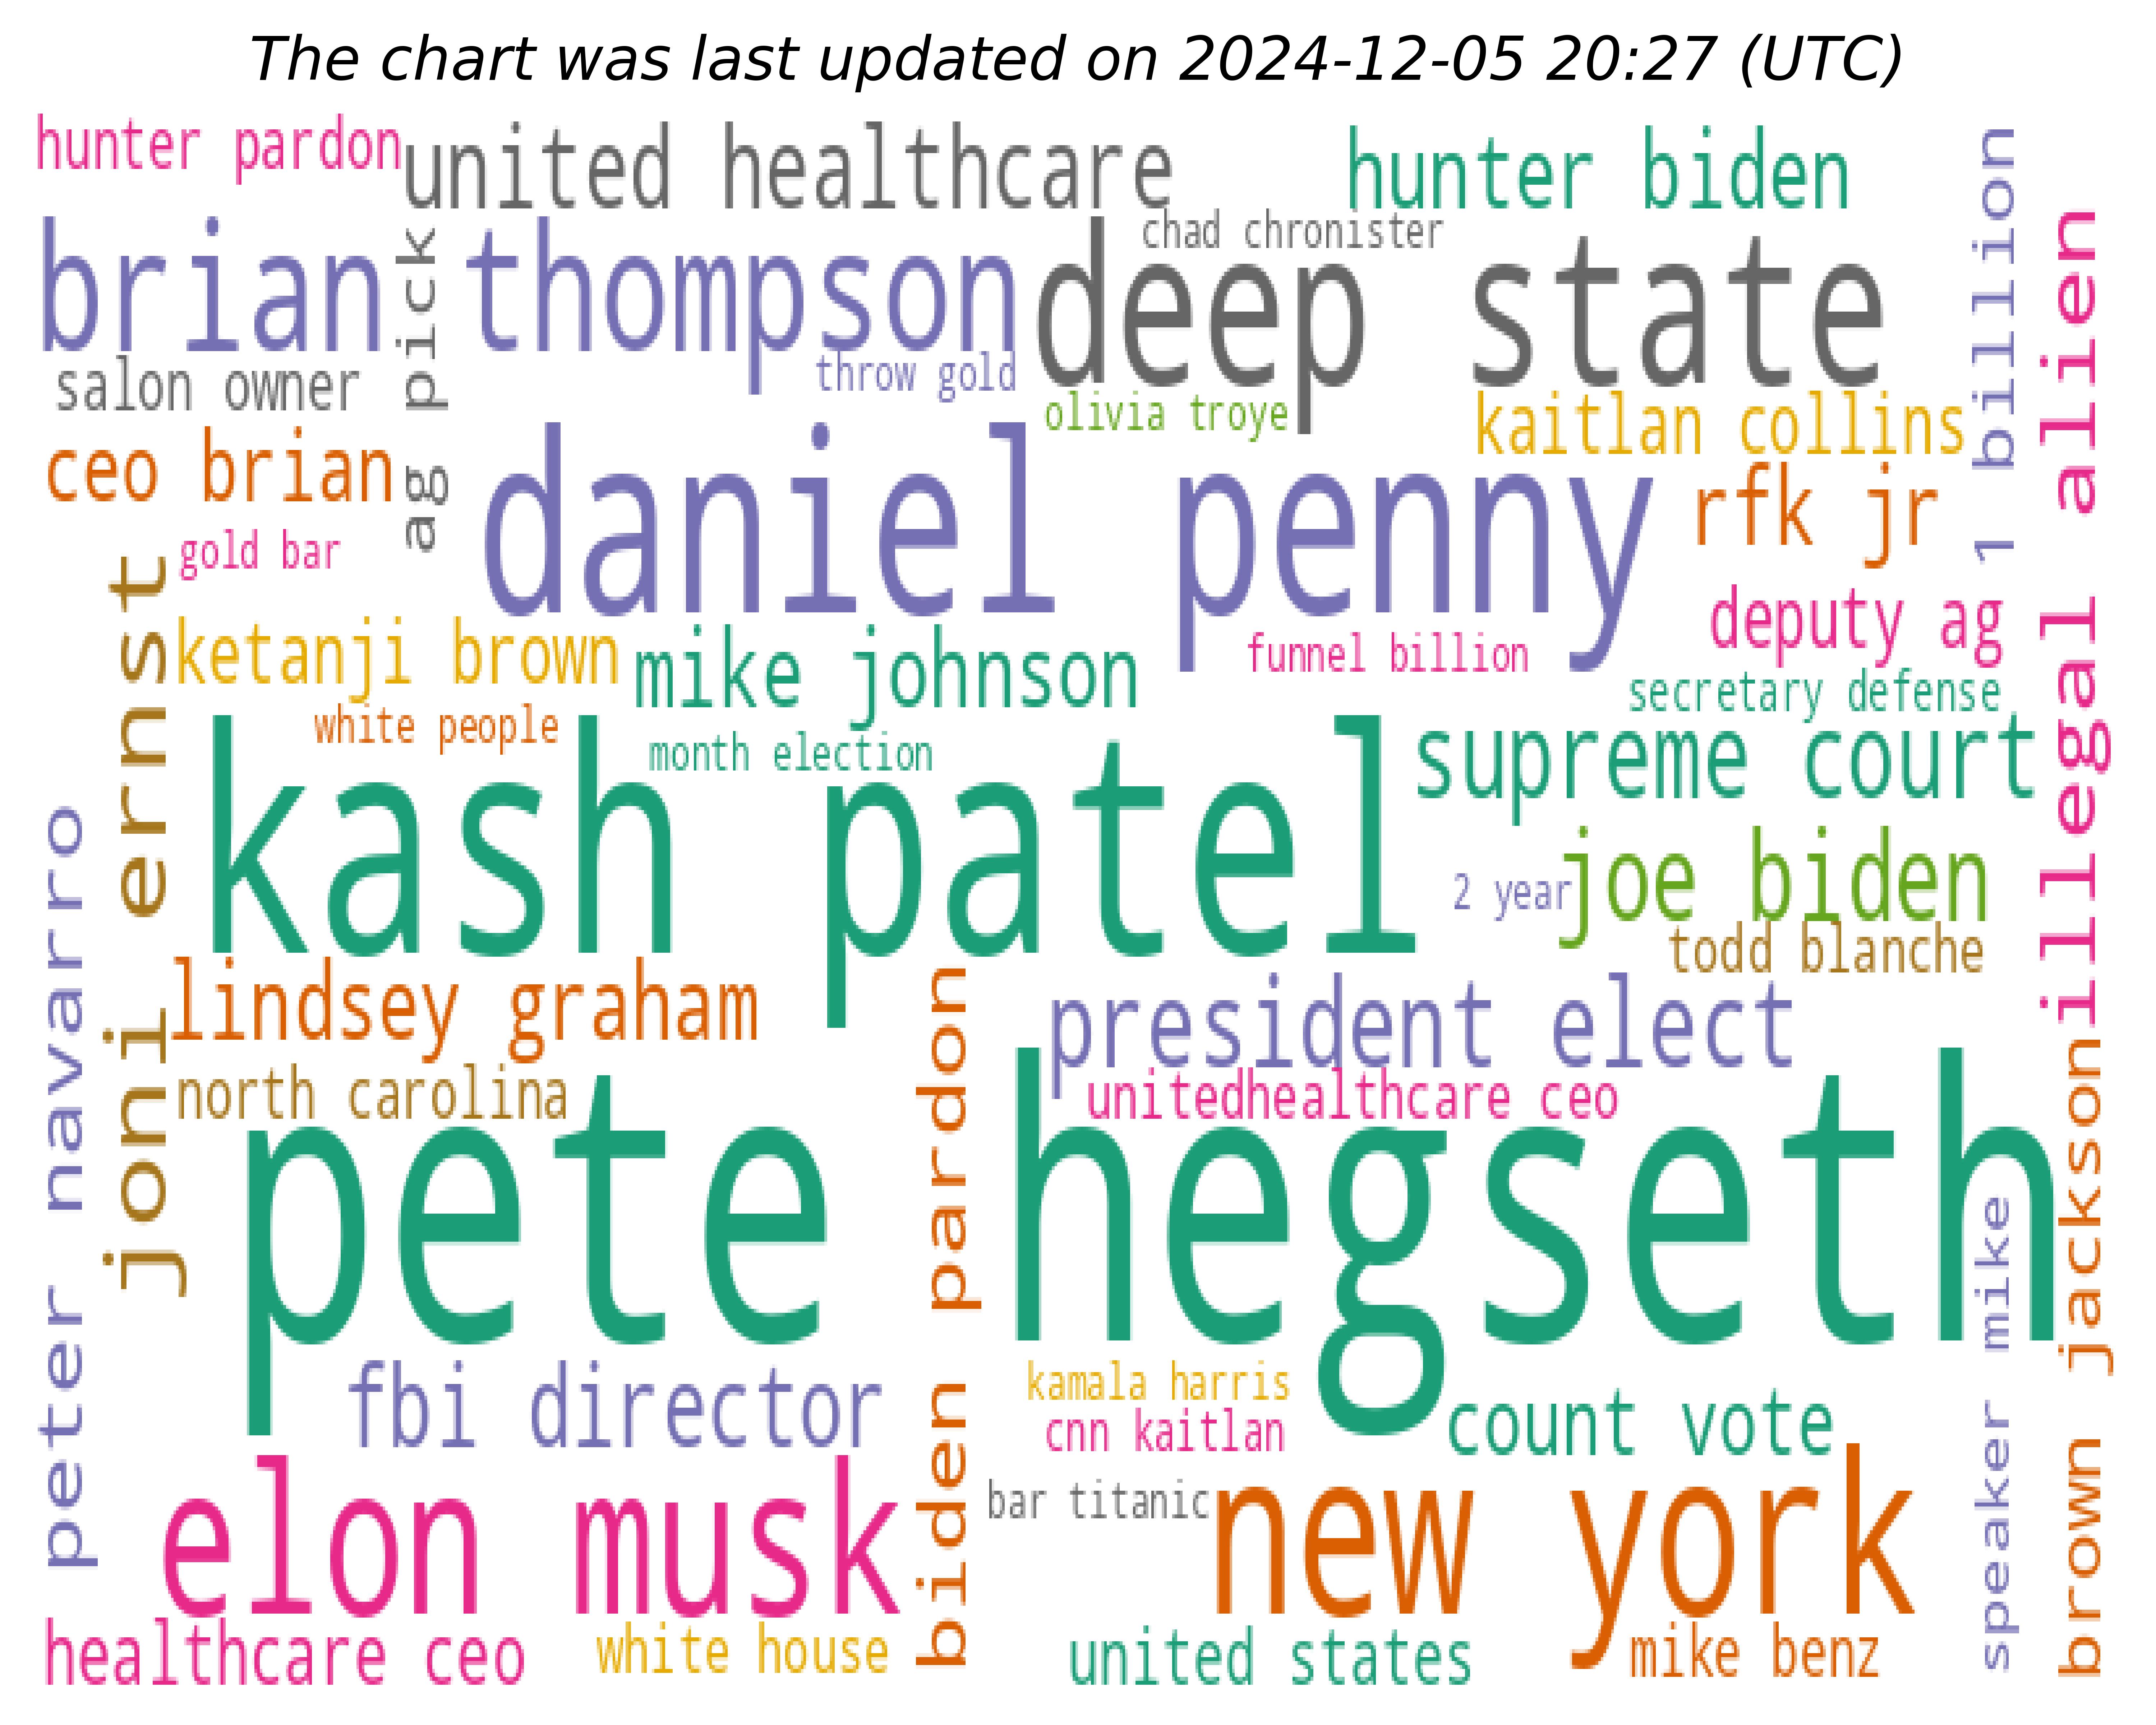 The chart was last updated on 2024-12-05 20:27 (UTC)
hunter pardon
united healthcare
hunter biden
1 billion
illegal alien
chad chronister
brian thompson
ag pick
deep state
salon owner
throw gold
olivia troye
kaitlan collins
ceo brian
daniel penny
rfk jr
gold bar
joni ernst
ketanji brown
mike johnson
funnel billion
deputy ag
secretary defense
white people
month election
kash patel
supreme court
peter navarro
2 year
joe biden
todd blanche
lindsey graham
biden pardon
president elect
north carolina
unitedhealthcare ceo
pete hegseth
speaker mike
brown jackson
fbi director
kamala harris
cnn kaitlan
count vote
elon musk
bar titanic
new york
healthcare ceo
white house
united states
mike benz